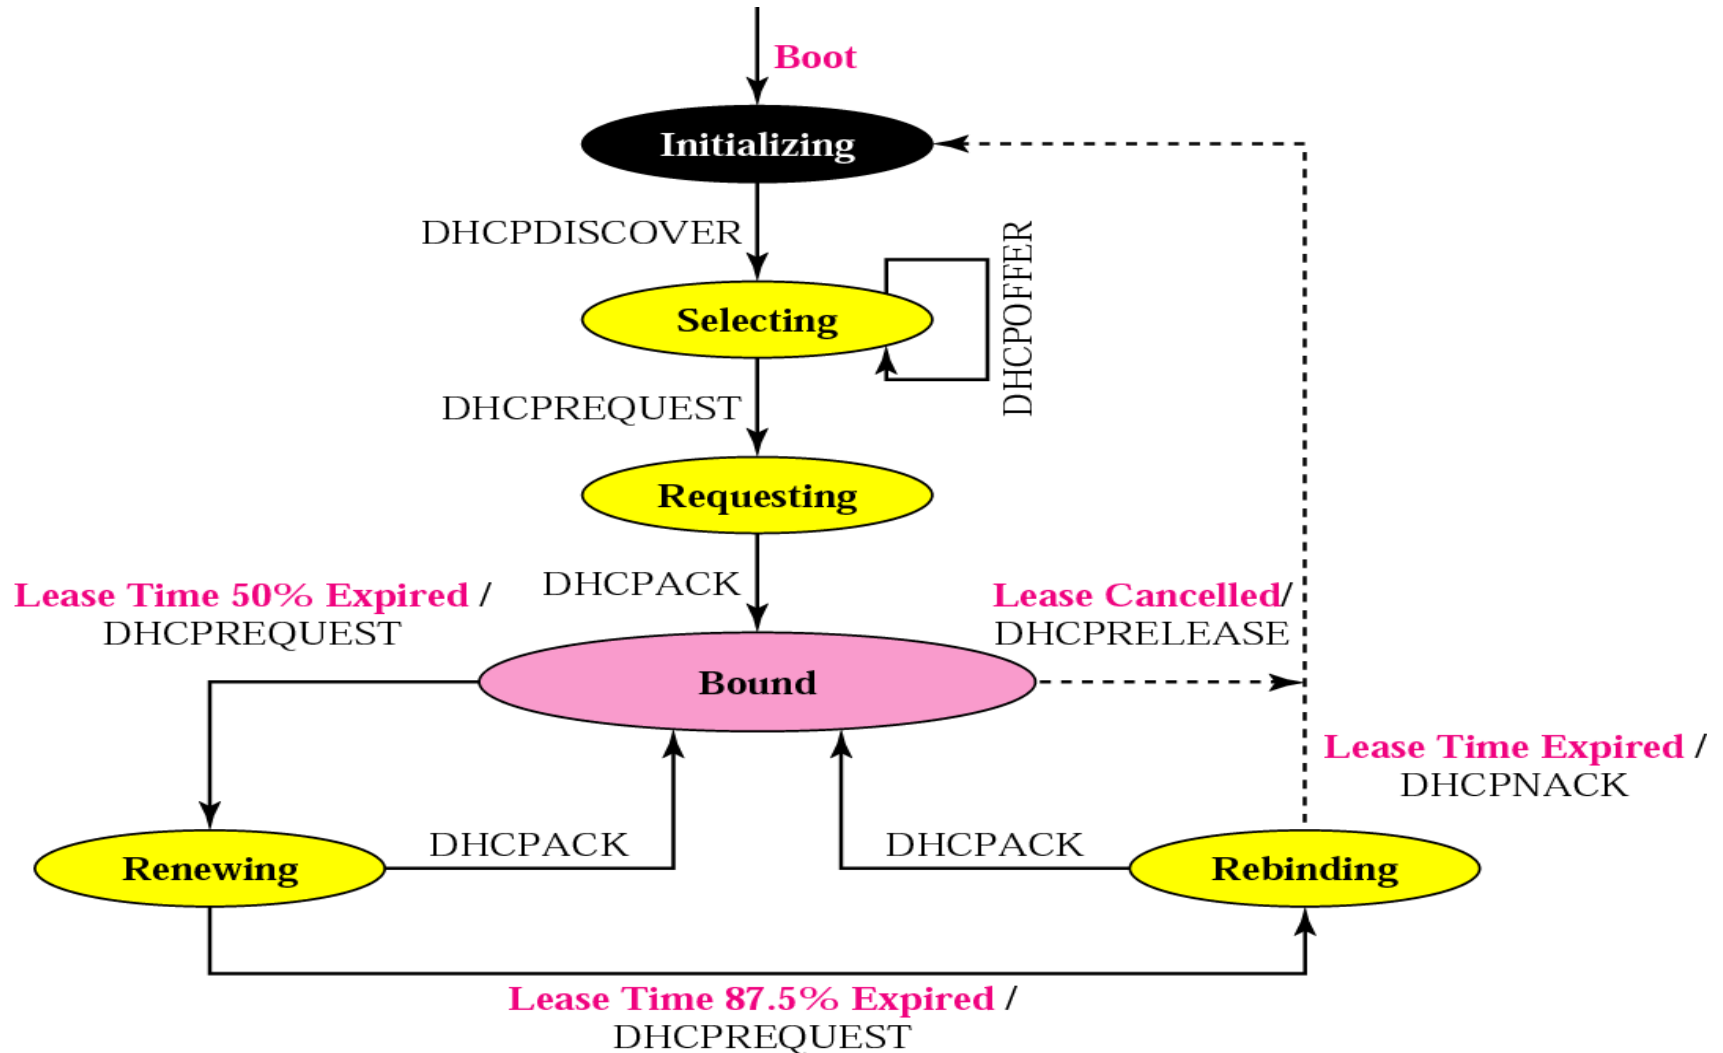 Boot
Initializing
DHCPDISCOVER
DHCPOFFER
Selecting
DHCPREQUEST
Requesting
DHCPACK
Lease Time 50% Expired /
DHCPREQUEST
Lease Cancelled/
DHCPRELEASE
Bound
Lease Time Expired /
DHCPNACK
Renewing
DHCPACK
DHCPACK
Rebinding
Lease Time 87.5% Expired /
DHCPREQUEST